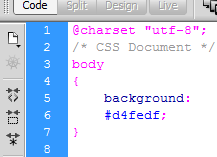 Code Split Design Live
1 @charset "utf-8";
2 /* CSS Document */
3 body
4 {
5 background:
6 #d4fedf;
7 }
8